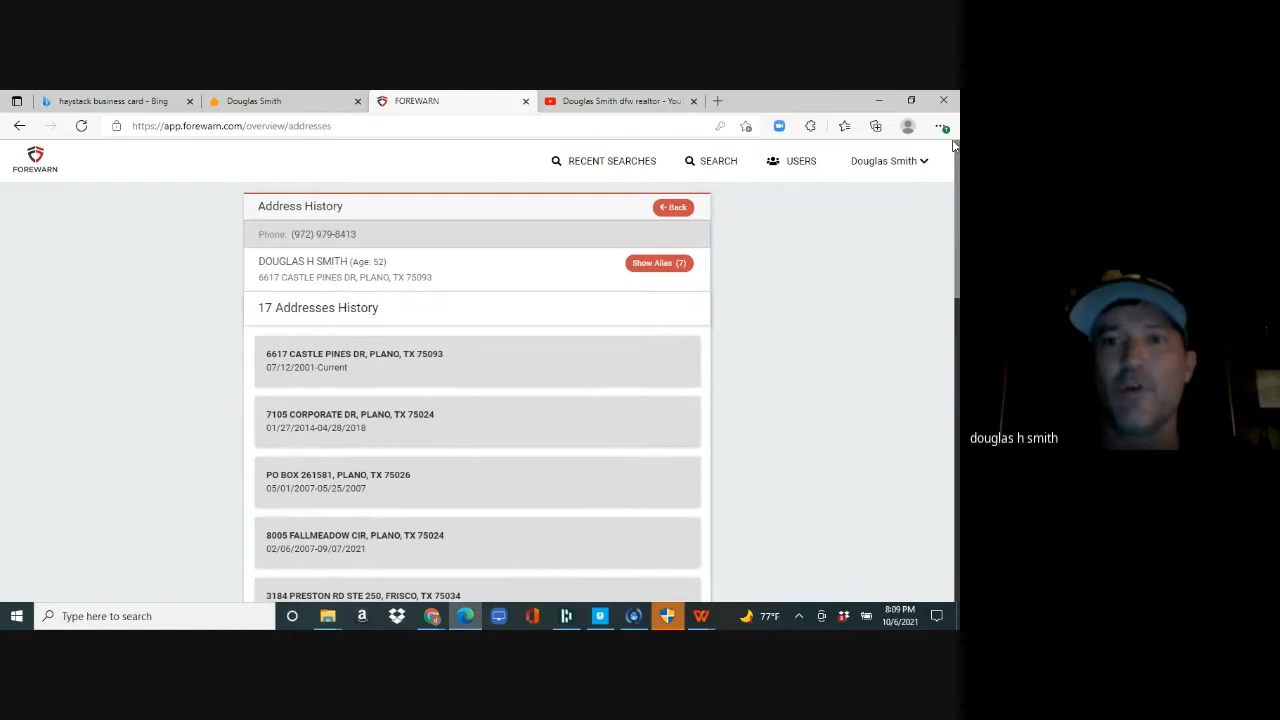 haystack business card - Bing
Douglas Smith
FOREWARN
Douglas Smith dfw realtor - You
https://app.forewarn.com/overview/addresses
FOREWARN
RECENT SEARCHES
SEARCH
USERS
Douglas Smith
Address History
Back
Phone: (972) 979-8413
DOUGLAS H SMITH (Age: 52)
Show Alias (7)
6617 CASTLE PINES DR, PLANO, TX 75093
17 Addresses History
6617 CASTLE PINES DR, PLANO, TX 75093
07/12/2001-Current
7105 CORPORATE DR, PLANO, TX 75024
01/27/2014-04/28/2018
PO BOX 261581, PLANO, TX 75026
05/01/2007-05/25/2007
8005 FALLMEADOW CIR, PLANO, TX 75024
02/06/2007-09/07/2021
3184 PRESTON RD STE 250, FRISCO, TX 75034
douglas h smith
Type here to search
77°F
8:09 PM
10/6/2021